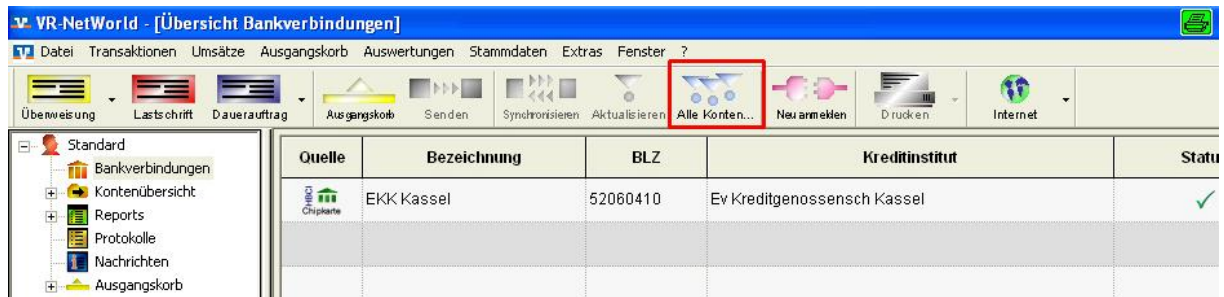 VR-NetWorld - [Übersicht Bankverbindungen]
Datei Transaktionen Umsätze Ausgangskorb Auswertungen Stammdaten Extras Fenster ?
Überweisung Lastschrift Dauerauftrag Ausgangskorb Senden Synchronisieren Aktualisieren Alle Konten... Neu anmelden Drucken Internet
Standard
Bankverbindungen
Kontenübersicht
Reports
Protokolle
Nachrichten
Ausgangskorb
Quelle Bezeichnung BLZ Kreditinstitut Statu
Chipkarte EKK Kassel 52060410 Ev Kreditgenossensch Kassel